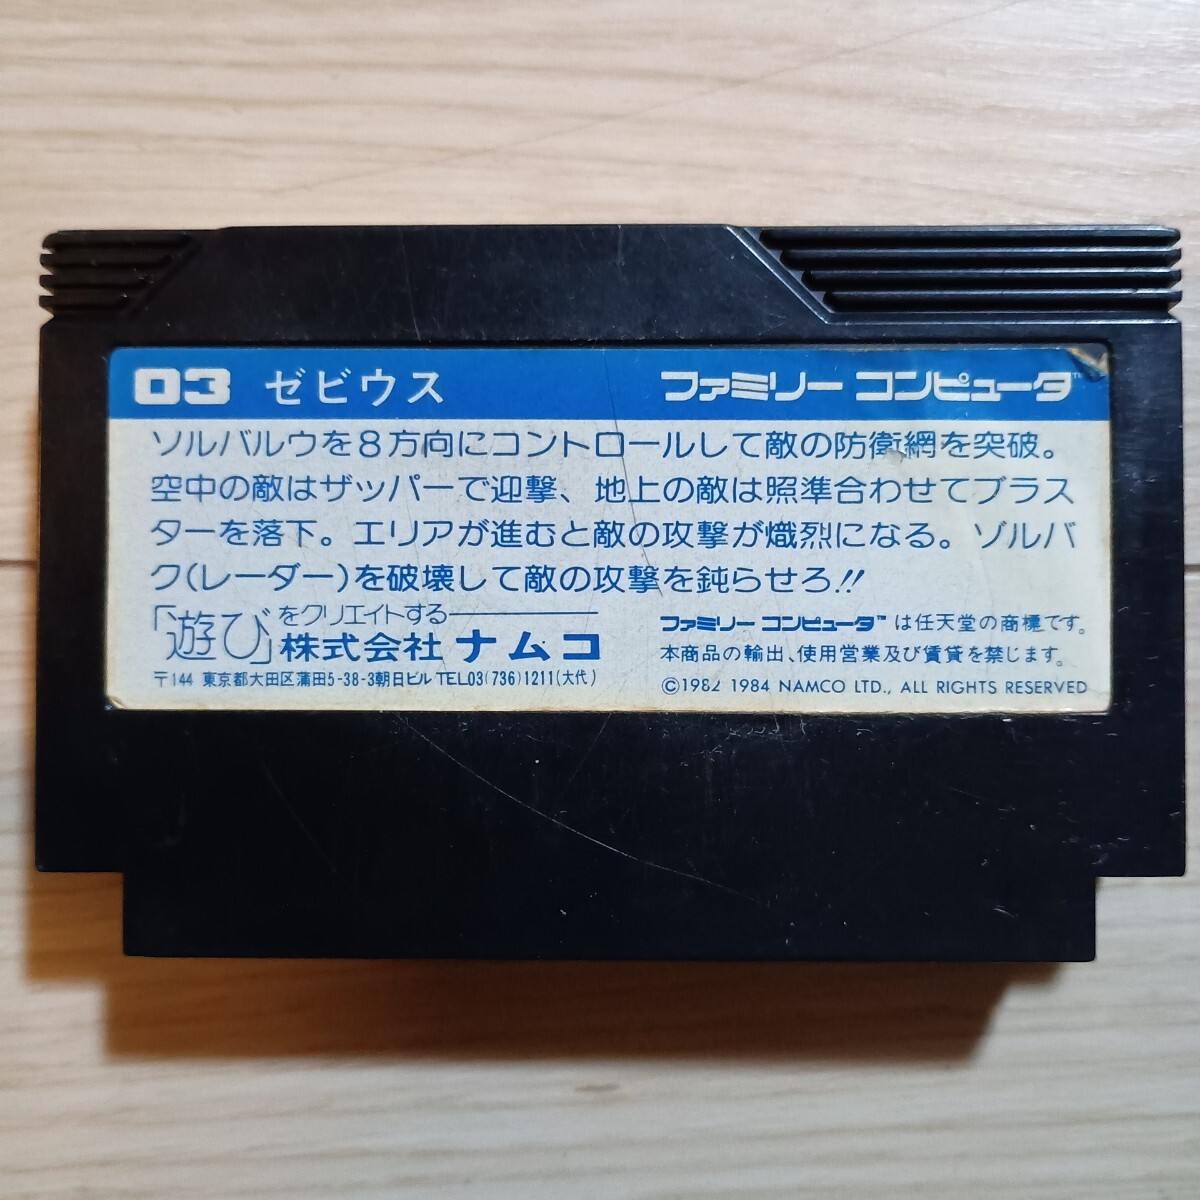 03 ゼビウス ファミリー コンピュータ™
ソルバルウを8方向にコントロールして敵の防衛網を突破。
空中の敵はザッパーで迎撃、地上の敵は照準合わせてブラス
ターを落下。エリアが進むと敵の攻撃が熾烈になる。ゾルバ
ク(レーダー)を破壊して敵の攻撃を鈍らせろ!!
「遊び」をクリエイトする
株式会社 ナムコ
〒144 東京都大田区蒲田5-38-3朝日ビル TEL03(736)1211(大代)
ファミリー コンピュータ™ は任天堂の商標です。
本商品の輸出、使用営業及び賃貸を禁じます。
©1982 1984 NAMCO LTD., ALL RIGHTS RESERVED